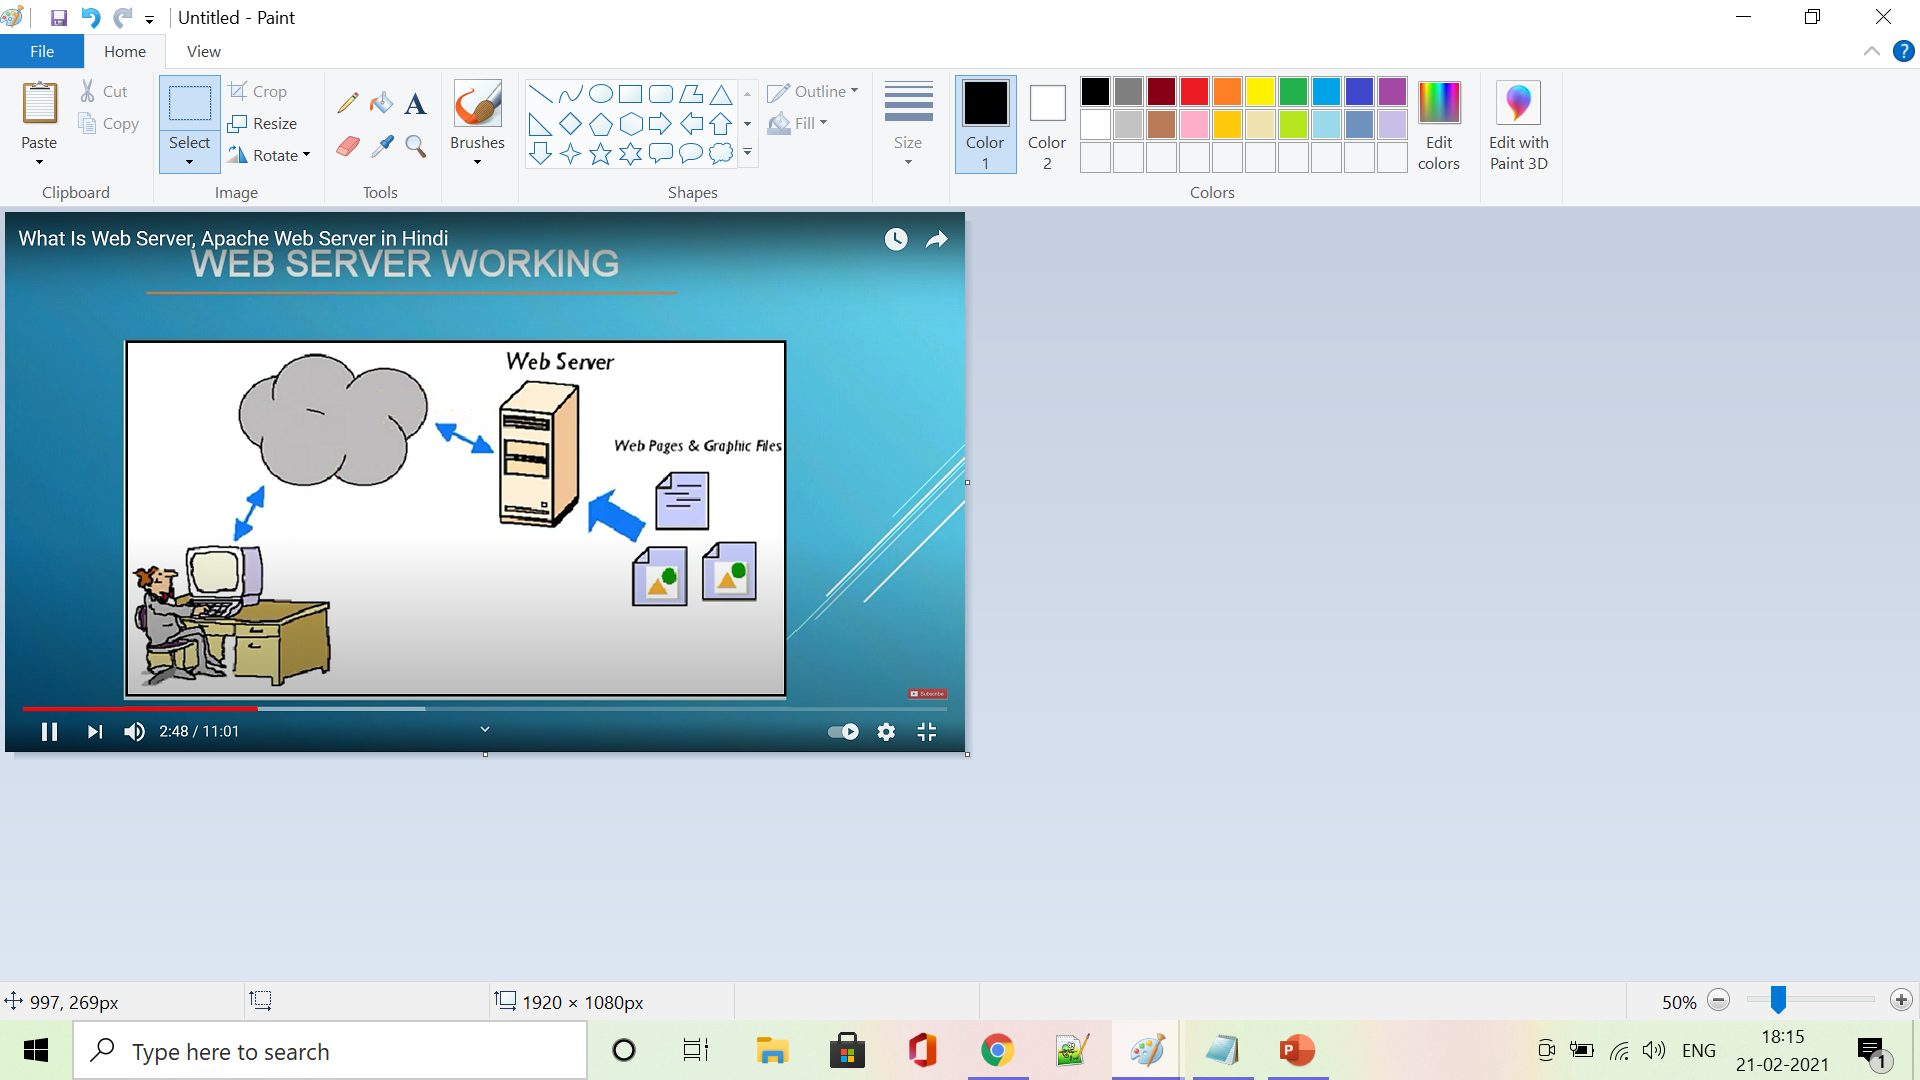 Untitled - Paint
File
Home
View
Paste
Cut
Copy
Clipboard
Select
Crop
Resize
Rotate
Image
Tools
Brushes
Shapes
Outline
Fill
Size
Color
1
Color
2
Edit
colors
Colors
Edit with
Paint 3D
What Is Web Server, Apache Web Server in Hindi
WEB SERVER WORKING
Web Server
Web Pages & Graphic Files
Subscribe
2:48 / 11:01
997, 269px
1920 × 1080px
50%
Type here to search
ENG
18:15
21-02-2021
1